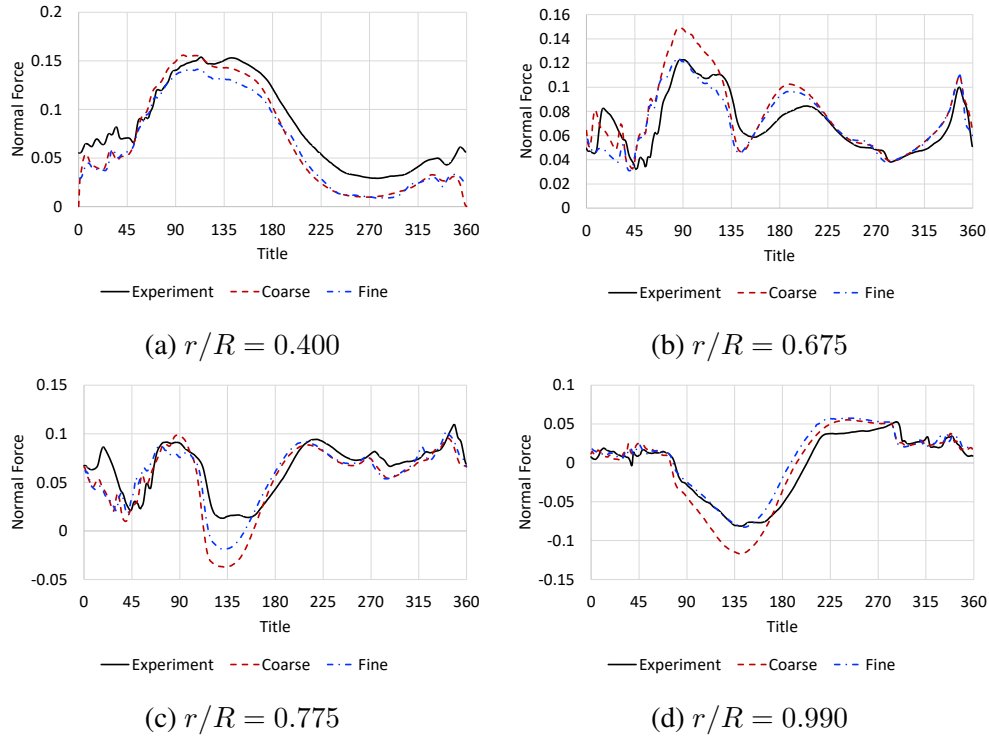 0.2
0.15
0.1
0.05
0
Normal Force
0 45 90 135 180 225 270 315 360
Title
Experiment Coarse Fine
(a) r/R = 0.400
0.16
0.14
0.12
0.1
0.08
0.06
0.04
0.02
0
Normal Force
0 45 90 135 180 225 270 315 360
Title
Experiment Coarse Fine
(b) r/R = 0.675
0.15
0.1
0.05
0
-0.05
Normal Force
0 45 90 135 180 225 270 315 360
Title
Experiment Coarse Fine
(c) r/R = 0.775
0.1
0.05
0
-0.05
-0.1
-0.15
Normal Force
0 45 90 135 180 225 270 315 360
Title
Experiment Coarse Fine
(d) r/R = 0.990